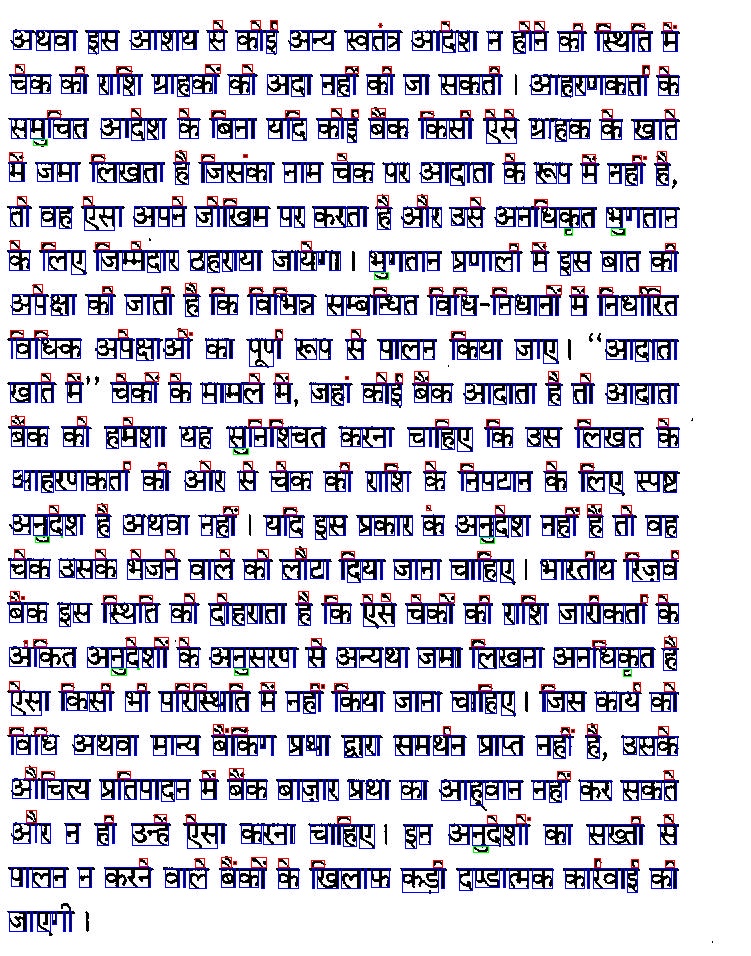 अथवा इस आशय से कोई अन्य स्वतंत्र आदेश न होने की स्थिति में
चेक की राशि ग्राहकों को अदा नहीं की जा सकती । आहरणकर्ता के
समुचित आदेश के बिना यदि कोई बैंक किसी ऐसे ग्राहक के खाते
में जमा लिखता है जिसका नाम चेक पर आदाता के रूप में नहीं है,
तो वह ऐसा अपने जोखिम पर करता है और उसे अनधिकृत भुगतान
के लिए जिम्मेदार ठहराया जायेगा । भुगतान प्रणाली में इस बात की
अपेक्षा की जाती है कि विभिन्न सम्बन्धित विधि-निधानों में निर्धारित
विधिक अपेक्षाओं का पूर्ण रूप से पालन किया जाए । “आदाता
खाते में” चेकों के मामले में, जहां कोई बैंक आदाता है तो आदाता
बैंक को हमेशा यह सुनिश्चित करना चाहिए कि उस लिखत के
आहरणकर्ता की ओर से चेक की राशि के निपटान के लिए स्पष्ट
अनुदेश है अथवा नहीं । यदि इस प्रकार के अनुदेश नहीं हैं तो वह
चेक उसके भेजने वाले को लौटा दिया जाना चाहिए । भारतीय रिज़र्व
बैंक इस स्थिति को दोहराता है कि ऐसे चेकों की राशि जारीकर्ता के
अंकित अनुदेशों के अनुसरण से अन्यथा जमा लिखना अनधिकृत है
ऐसा किसी भी परिस्थिति में नहीं किया जाना चाहिए । जिस कार्य को
विधि अथवा मान्य बैंकिंग प्रथा द्वारा समर्थन प्राप्त नहीं है, उसके
औचित्य प्रतिपादन में बैंक बाज़ार प्रथा का आह्वान नहीं कर सकते
और न ही उन्हें ऐसा करना चाहिए । इन अनुदेशों का सख्ती से
पालन न करने वाले बैंकों के खिलाफ कड़ी दण्डात्मक कार्रवाई की
जाएगी ।